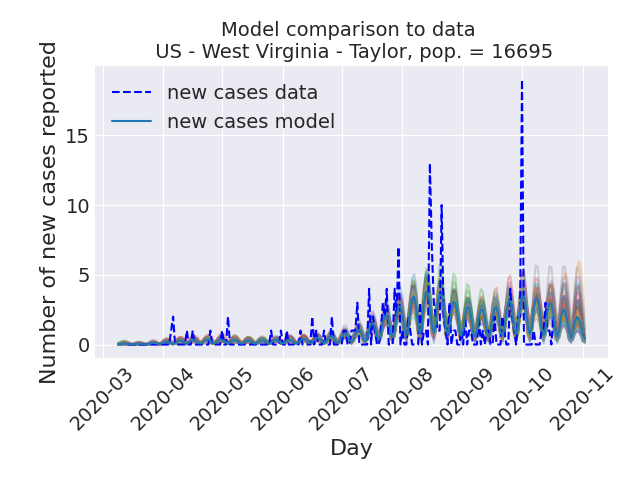 Model comparison to data
US - West Virginia - Taylor, pop. = 16695
new cases data
new cases model
Number of new cases reported
15
10
5
0
2020-03
2020-04
2020-05
2020-06
2020-07
2020-08
2020-09
2020-10
2020-11
Day